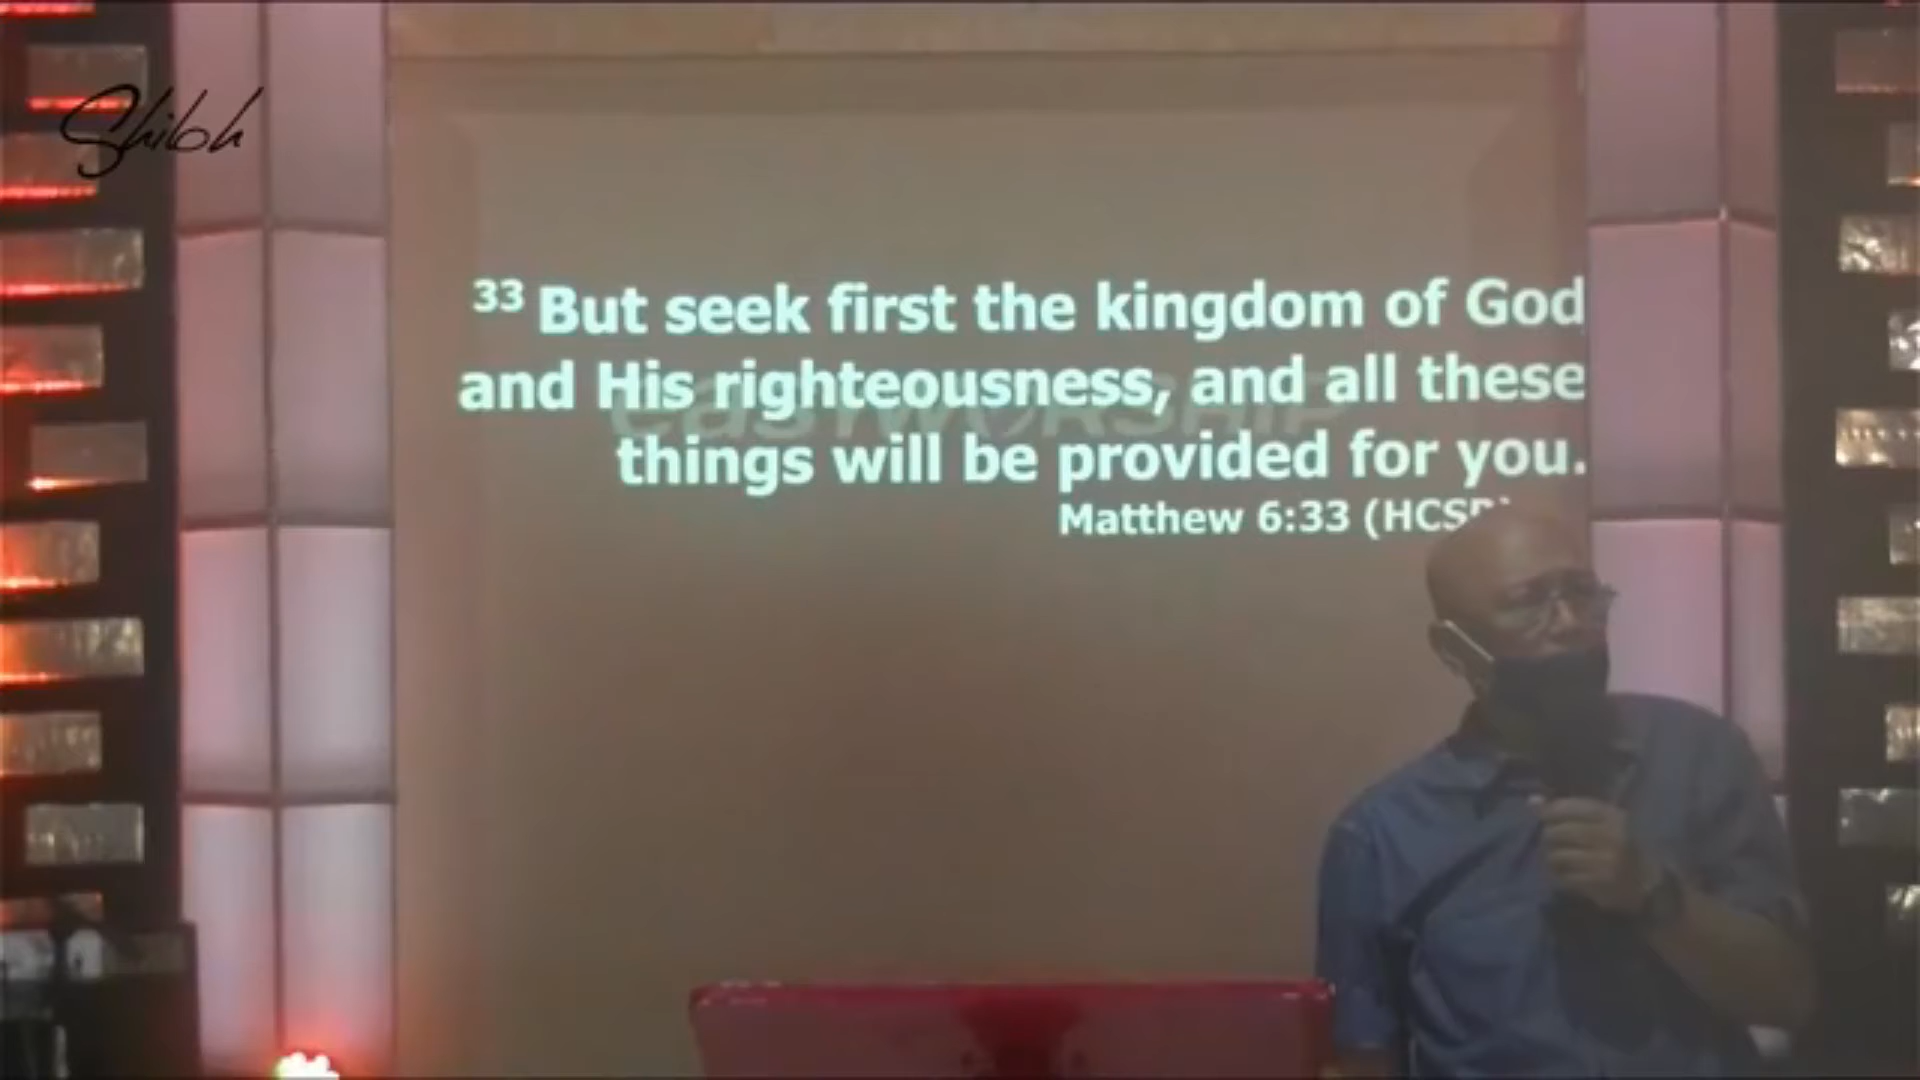 Shiloh
33 But seek first the kingdom of God
and His righteousness, and all these
easyWORSHIP
things will be provided for you.
Matthew 6:33